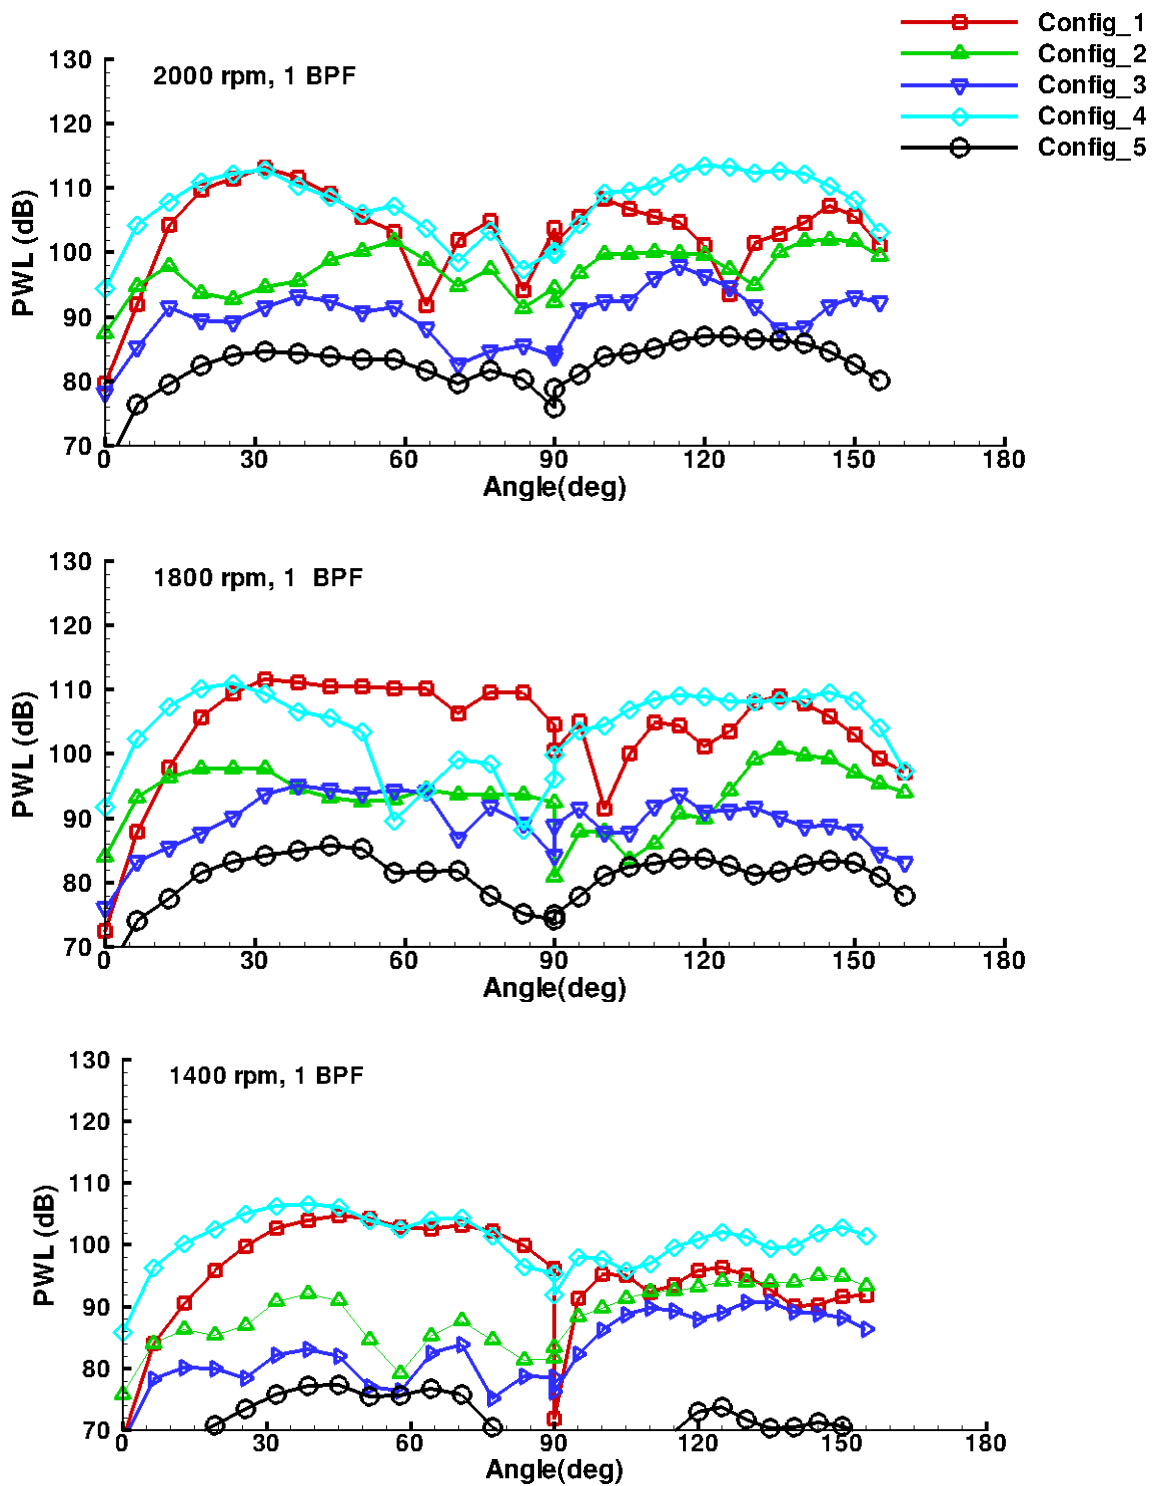 Config_1
Config_2
Config_3
Config_4
Config_5
130
120
110
100
90
80
70
PWL (dB)
2000 rpm, 1 BPF
0 30 60 90 120 150 180
Angle(deg)
130
120
110
100
90
80
70
PWL (dB)
1800 rpm, 1  BPF
0 30 60 90 120 150 180
Angle(deg)
130
120
110
100
90
80
70
PWL (dB)
1400 rpm, 1 BPF
0 30 60 90 120 150 180
Angle(deg)